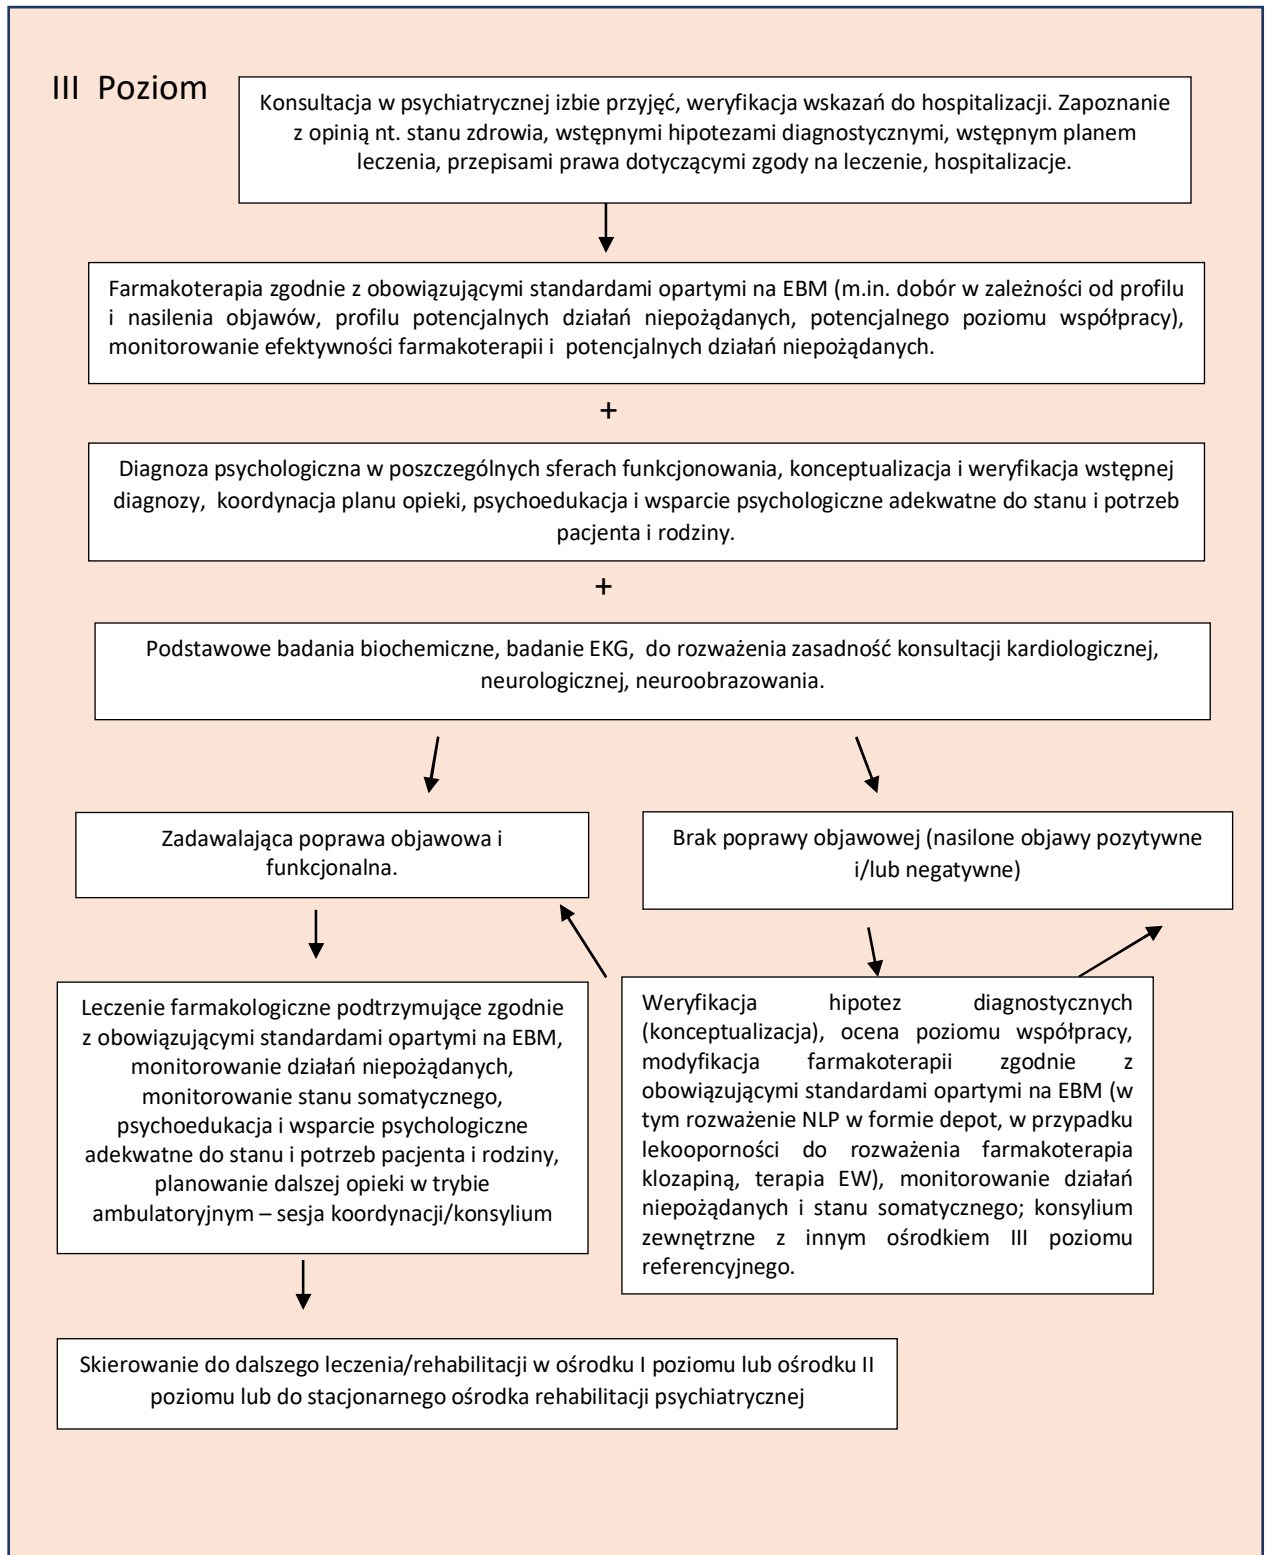 III Poziom
Konsultacja w psychiatrycznej izbie przyjęć, weryfikacja wskazań do hospitalizacji. Zapoznanie
z opinią nt. stanu zdrowia, wstępnymi hipotezami diagnostycznymi, wstępnym planem
leczenia, przepisami prawa dotyczącymi zgody na leczenie, hospitalizacje.
Farmakoterapia zgodnie z obowiązującymi standardami opartymi na EBM (m.in. dobór w zależności od profilu
i nasilenia objawów, profilu potencjalnych działań niepożądanych, potencjalnego poziomu współpracy),
monitorowanie efektywności farmakoterapii i potencjalnych działań niepożądanych.
+
Diagnoza psychologiczna w poszczególnych sferach funkcjonowania, konceptualizacja i weryfikacja wstępnej
diagnozy, koordynacja planu opieki, psychoedukacja i wsparcie psychologiczne adekwatne do stanu i potrzeb
pacjenta i rodziny.
+
Podstawowe badania biochemiczne, badanie EKG, do rozważenia zasadność konsultacji kardiologicznej,
neurologicznej, neuroobrazowania.
Zadawalająca poprawa objawowa i
funkcjonalna.
Brak poprawy objawowej (nasilone objawy pozytywne
i/lub negatywne)
Leczenie farmakologiczne podtrzymujące zgodnie
z obowiązującymi standardami opartymi na EBM,
monitorowanie działań niepożądanych,
monitorowanie stanu somatycznego,
psychoedukacja i wsparcie psychologiczne
adekwatne do stanu i potrzeb pacjenta i rodziny,
planowanie dalszej opieki w trybie
ambulatoryjnym – sesja koordynacji/konsylium
Weryfikacja hipotez diagnostycznych
(konceptualizacja), ocena poziomu współpracy,
modyfikacja farmakoterapii zgodnie z
obowiązującymi standardami opartymi na EBM (w
tym rozważenie NLP w formie depot, w przypadku
lekooporności do rozważenia farmakoterapia
klozapiną, terapia EW), monitorowanie działań
niepożądanych i stanu somatycznego; konsylium
zewnętrzne z innym ośrodkiem III poziomu
referencyjnego.
Skierowanie do dalszego leczenia/rehabilitacji w ośrodku I poziomu lub ośrodku II
poziomu lub do stacjonarnego ośrodka rehabilitacji psychiatrycznej